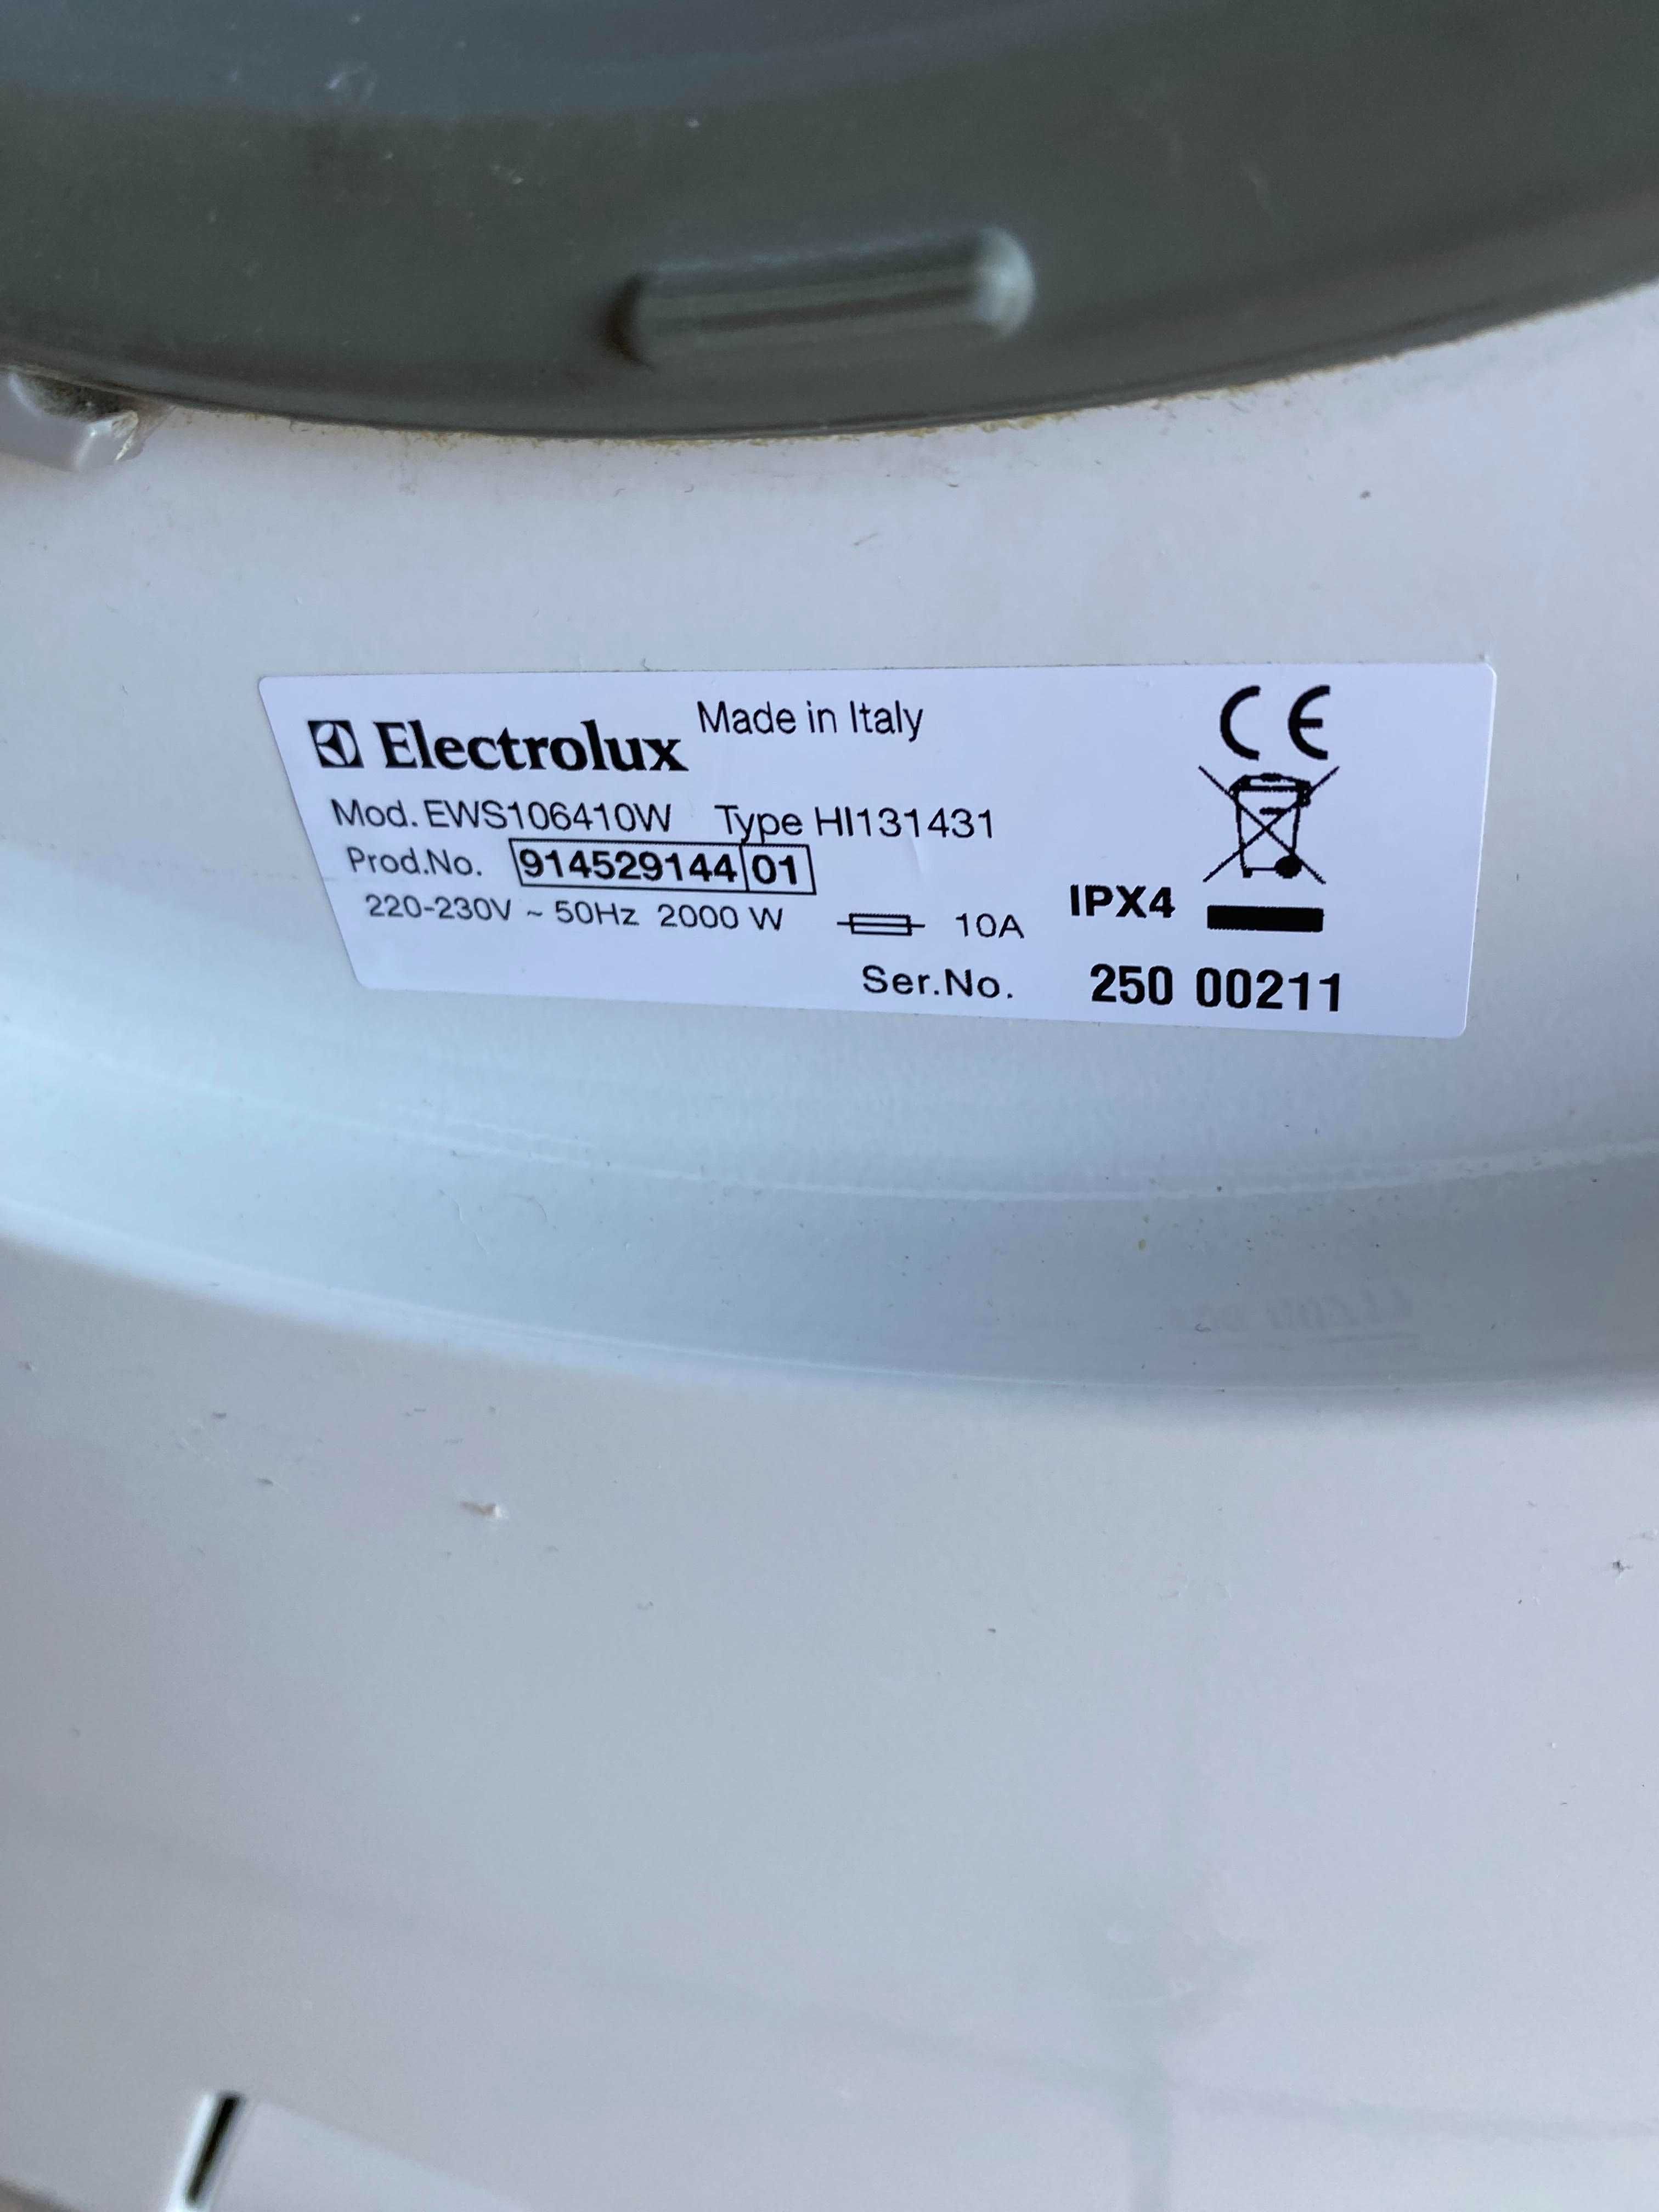 Electrolux Made in Italy
CE
Mod. EWS106410W Type HI131431
Prod.No. 914529144 01
220-230V ~ 50Hz 2000 W 10A IPX4
Ser.No. 250 00211